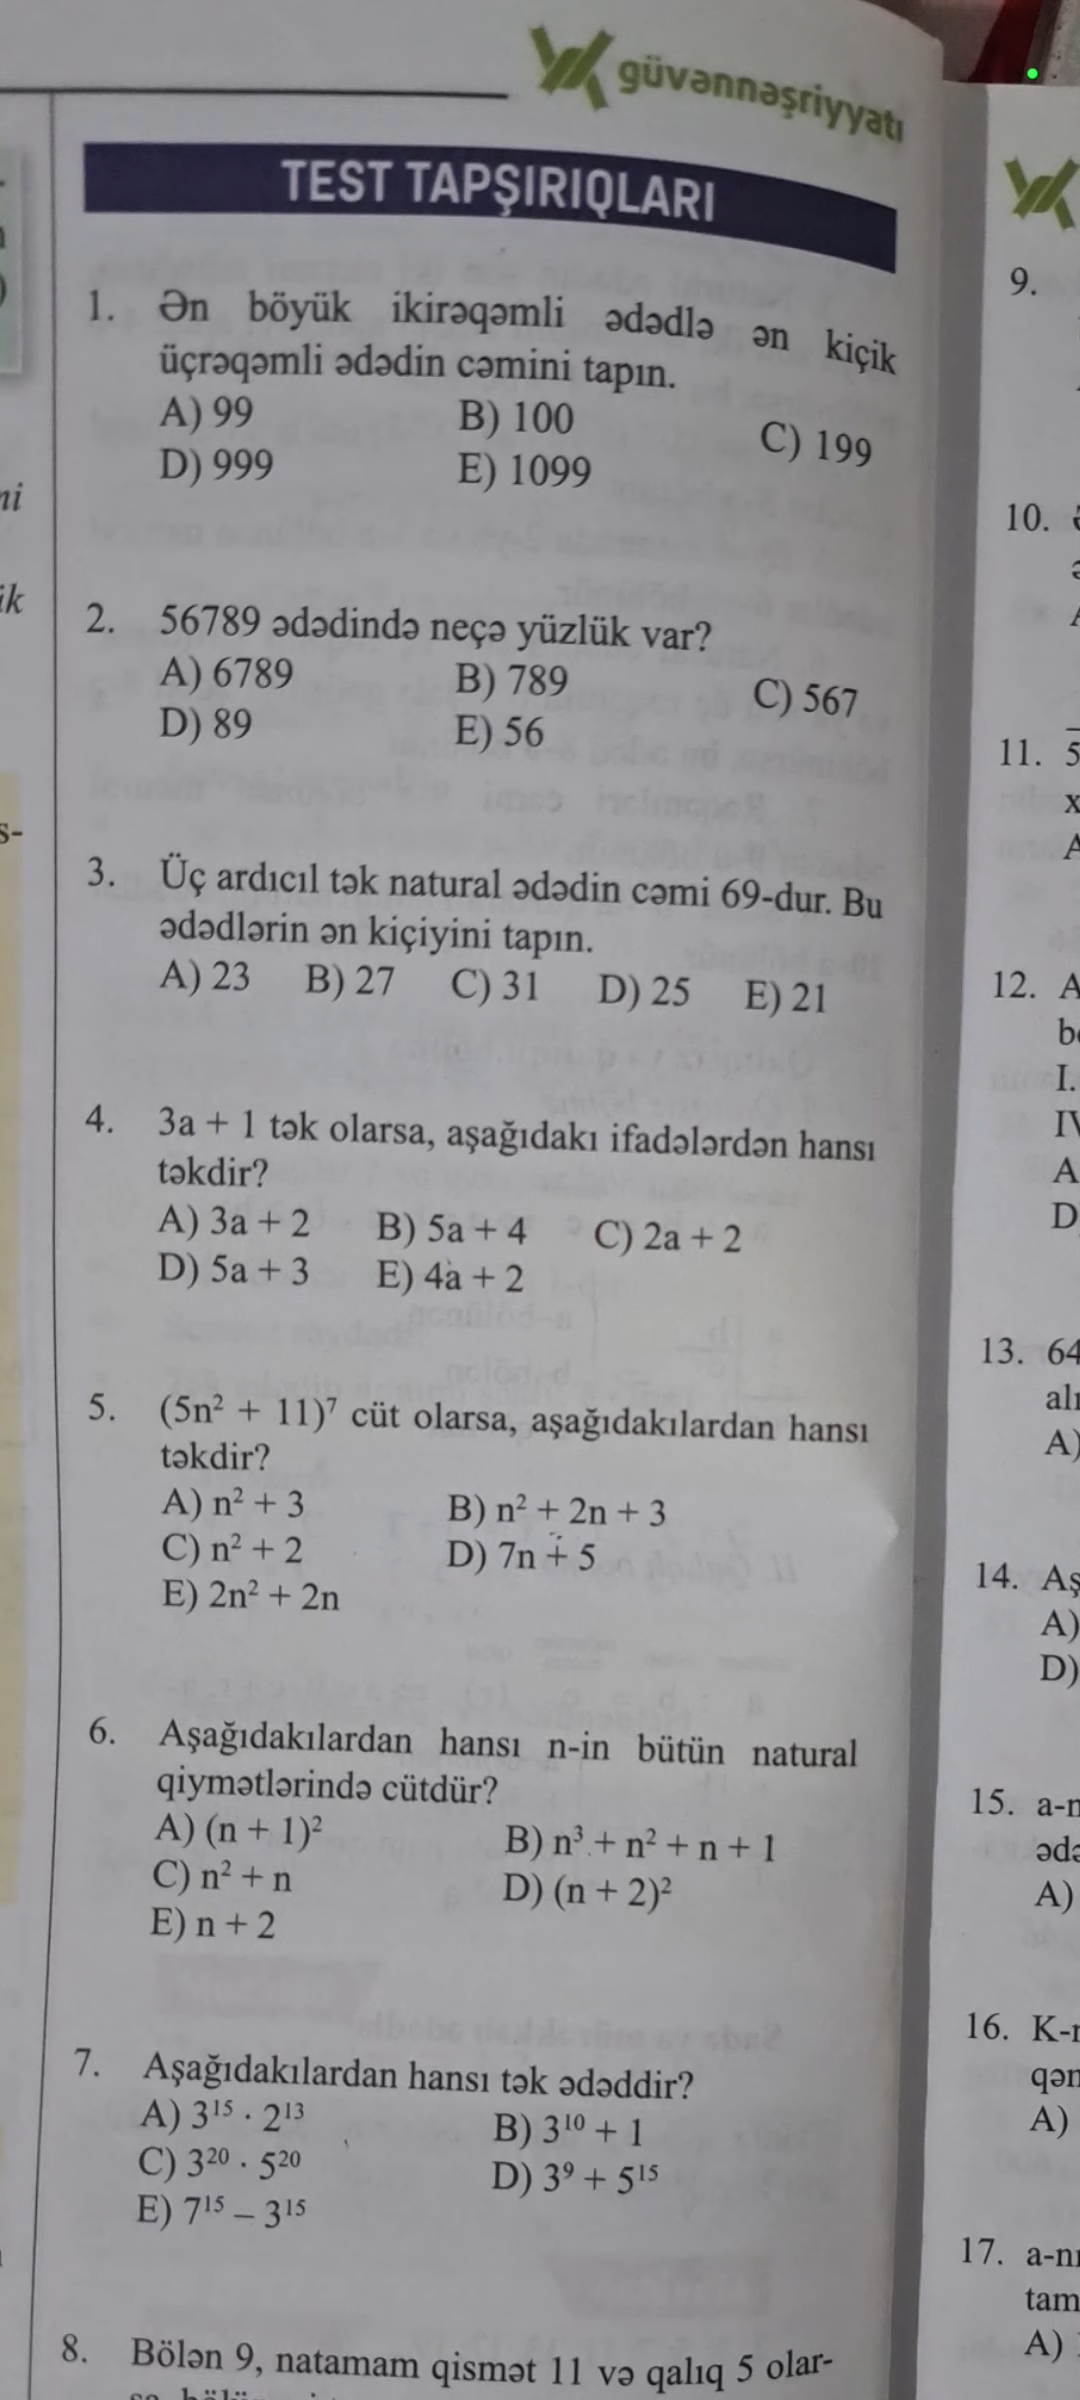 güvənnəşriyyatı
TEST TAPŞIRIQLARI
1. Ən böyük ikirəqəmli ədədlə ən kiçik
üçrəqəmli ədədin cəmini tapın.
A) 99 B) 100 C) 199
D) 999 E) 1099
2. 56789 ədədində neçə yüzlük var?
A) 6789 B) 789 C) 567
D) 89 E) 56
3. Üç ardıcıl tək natural ədədin cəmi 69-dur. Bu
ədədlərin ən kiçiyini tapın.
A) 23 B) 27 C) 31 D) 25 E) 21
4. 3a + 1 tək olarsa, aşağıdakı ifadələrdən hansı
təkdir?
A) 3a + 2 B) 5a + 4 C) 2a + 2
D) 5a + 3 E) 4a + 2
5. (5n² + 11)⁷ cüt olarsa, aşağıdakılardan hansı
təkdir?
A) n² + 3 B) n² + 2n + 3
C) n² + 2 D) 7n + 5
E) 2n² + 2n
6. Aşağıdakılardan hansı n-in bütün natural
qiymətlərində cütdür?
A) (n + 1)² B) n³ + n² + n + 1
C) n² + n D) (n + 2)²
E) n + 2
7. Aşağıdakılardan hansı tək ədəddir?
A) 3¹⁵ · 2¹³ B) 3¹⁰ + 1
C) 3²⁰ · 5²⁰ D) 3⁹ + 5¹⁵
E) 7¹⁵ – 3¹⁵
8. Bölən 9, natamam qismət 11 və qalıq 5 olar-
9.
10.
11. 5
x
A
12. A
I.
IV
A
D
13. 64
A)
14. Aş
A)
D)
15. a-n
A)
16. K-
A)
17. a-nı
tam
A)